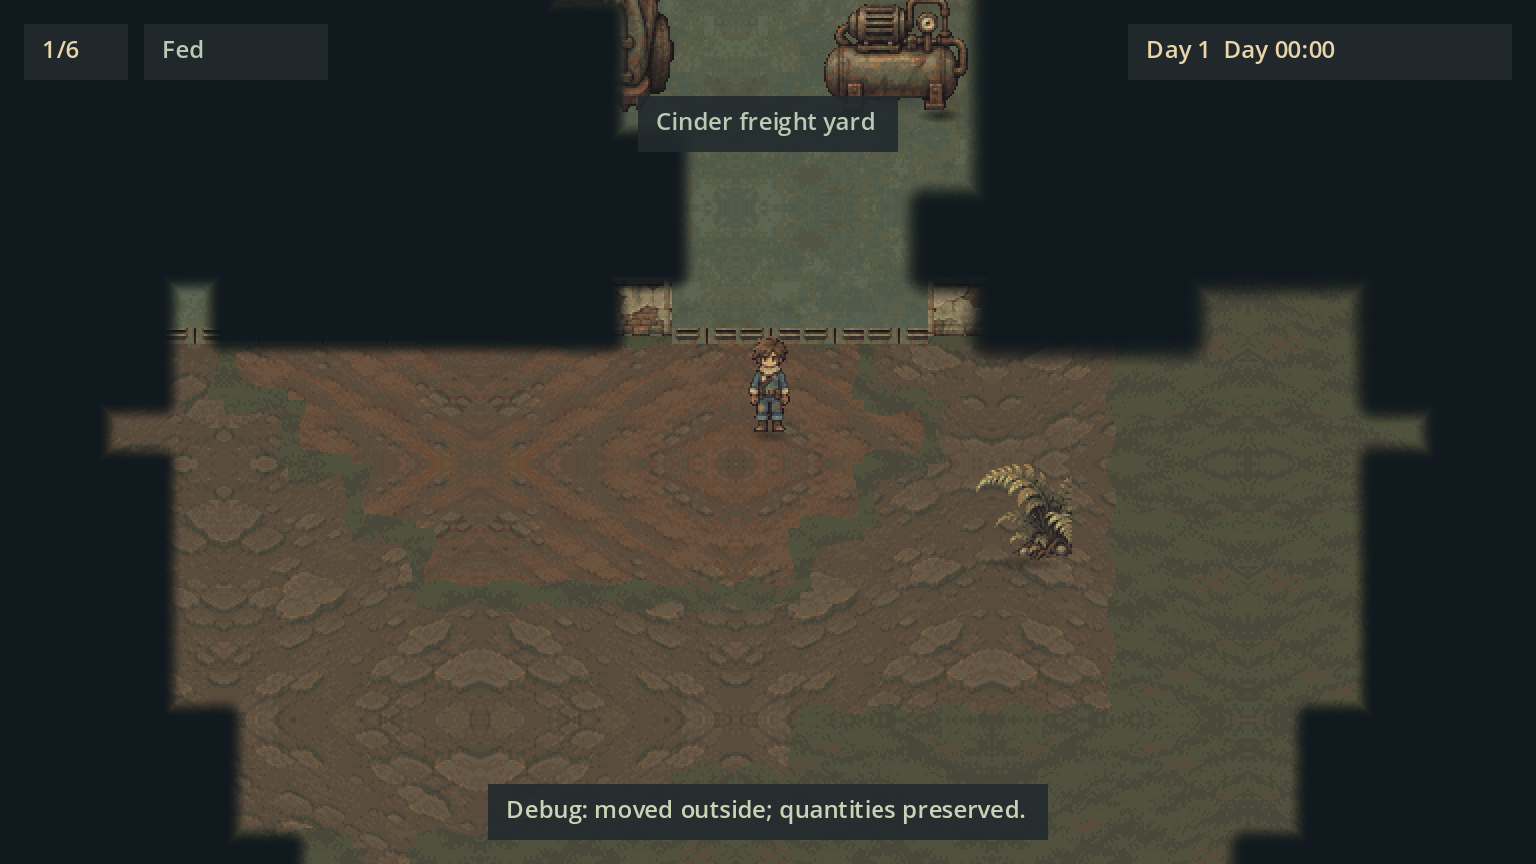 1/6
Fed
Day 1  Day 00:00
Cinder freight yard
Debug: moved outside; quantities preserved.